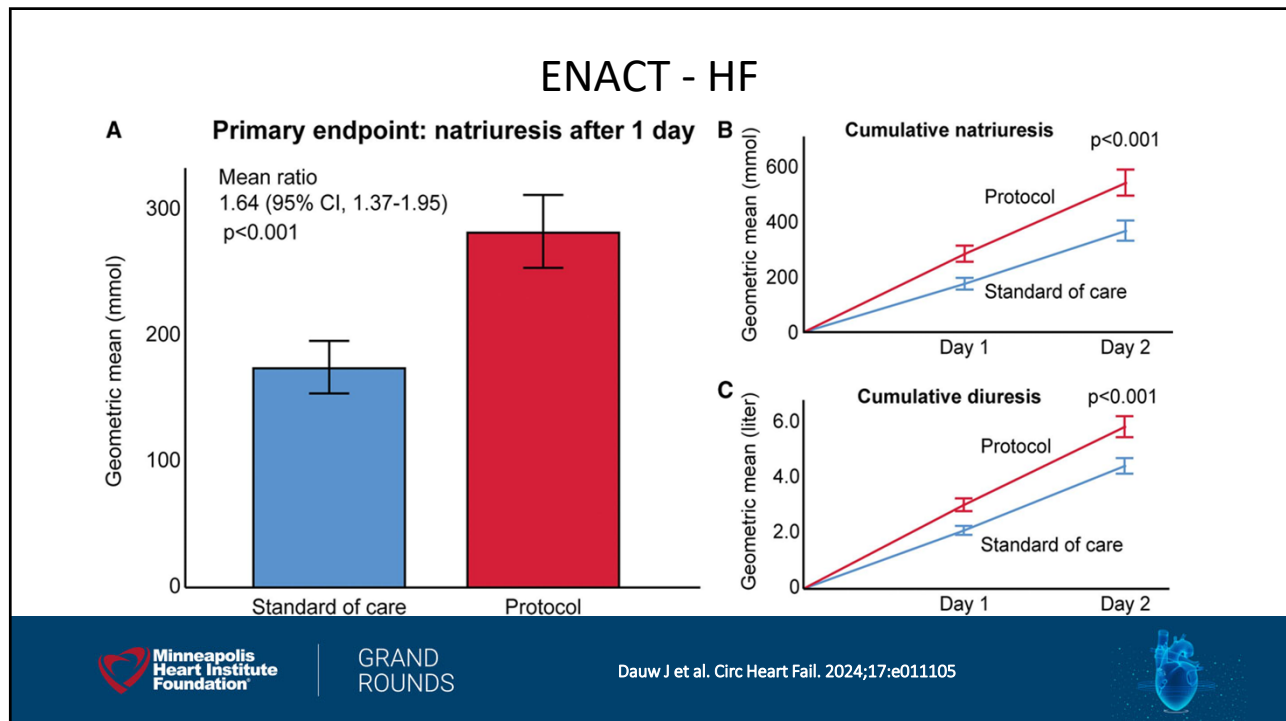 ENACT - HF
A
Primary endpoint: natriuresis after 1 day
Mean ratio
1.64 (95% CI, 1.37-1.95)
p<0.001
Geometric mean (mmol)
300
200
100
0
Standard of care
Protocol
B
Cumulative natriuresis
p<0.001
Geometric mean (mmol)
600
400
200
0
Protocol
Standard of care
Day 1
Day 2
C
Cumulative diuresis
p<0.001
Geometric mean (liter)
6.0
4.0
2.0
0
Protocol
Standard of care
Day 1
Day 2
Minneapolis
Heart Institute
Foundation®
GRAND
ROUNDS
Dauw J et al. Circ Heart Fail. 2024;17:e011105